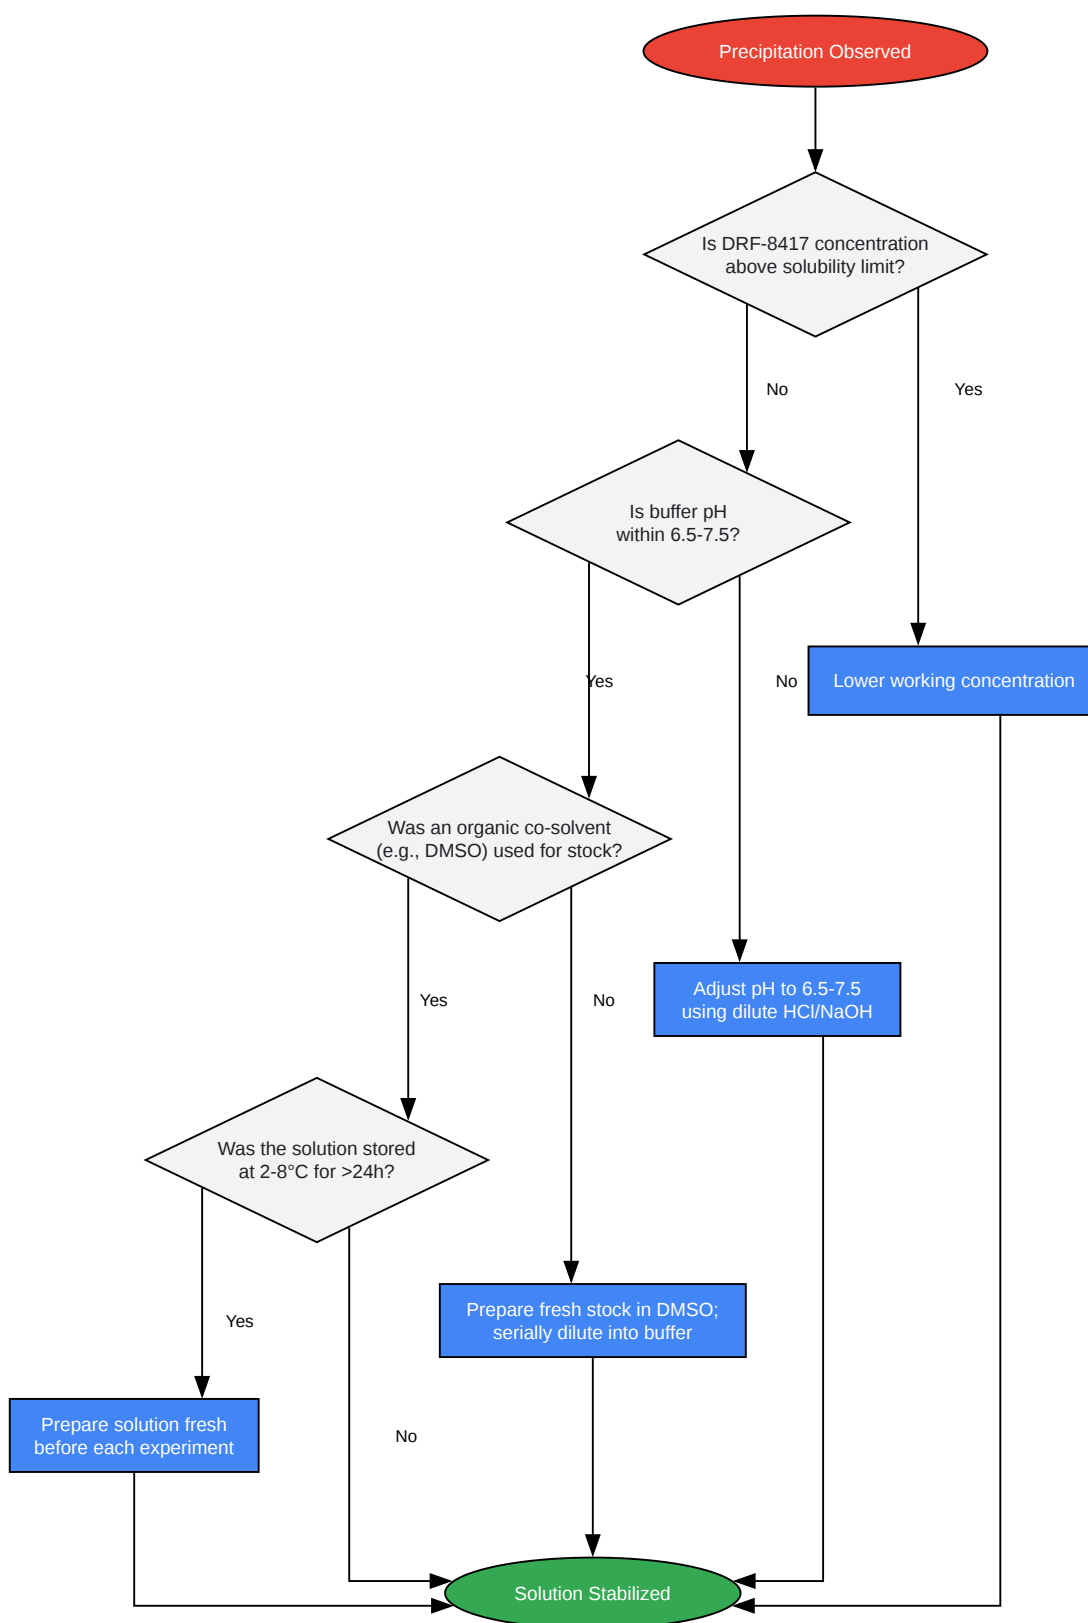 Precipitation Observed
Is DRF-8417 concentration
above solubility limit?
No
Yes
Is buffer pH
within 6.5-7.5?
Yes
No
Lower working concentration
Was an organic co-solvent
(e.g., DMSO) used for stock?
Yes
No
Adjust pH to 6.5-7.5
using dilute HCl/NaOH
Was the solution stored
at 2-8°C for >24h?
Yes
No
Prepare fresh stock in DMSO;
serially dilute into buffer
Prepare solution fresh
before each experiment
Solution Stabilized